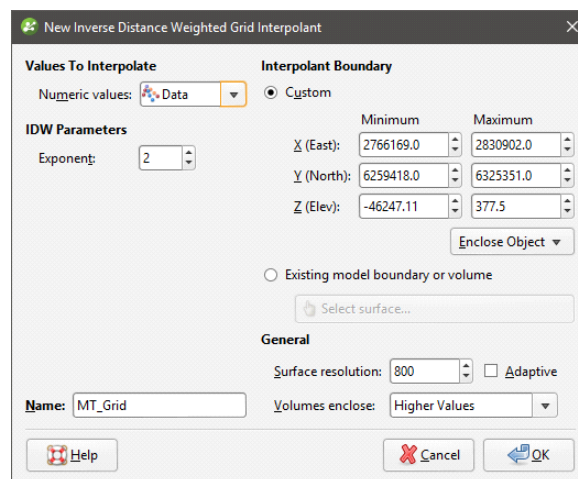 New Inverse Distance Weighted Grid Interpolant
Values To Interpolate
Numeric values: Data
IDW Parameters
Exponent: 2
Interpolant Boundary
Custom
Minimum Maximum
X (East): 2766169.0 2830902.0
Y (North): 6259418.0 6325351.0
Z (Elev): -46247.11 377.5
Enclose Object
Existing model boundary or volume
Select surface...
General
Surface resolution: 800 Adaptive
Name: MT_Grid Volumes enclose: Higher Values
Help Cancel OK